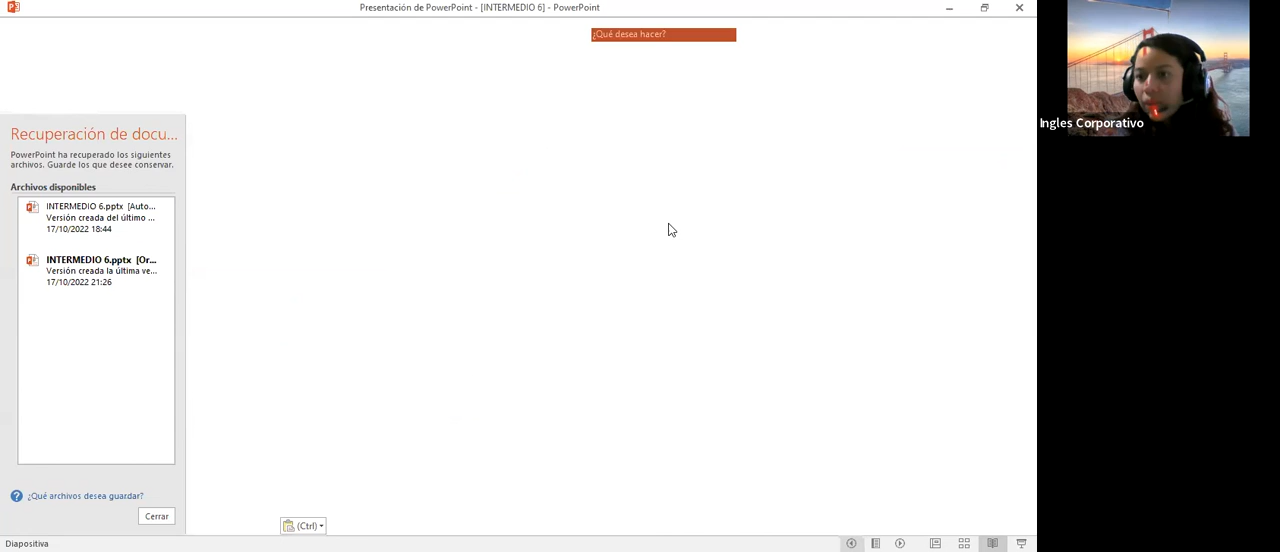 Presentación de PowerPoint - [INTERMEDIO 6] - PowerPoint
¿Qué desea hacer?
Ingles Corporativo
Recuperación de docu...
PowerPoint ha recuperado los siguientes
archivos. Guarde los que desee conservar.
Archivos disponibles
INTERMEDIO 6.pptx [Auto...
Versión creada del último ...
17/10/2022 18:44
INTERMEDIO 6.pptx [Or...
Versión creada la última ve...
17/10/2022 21:26
¿Qué archivos desea guardar?
Cerrar
(Ctrl)
Diapositiva